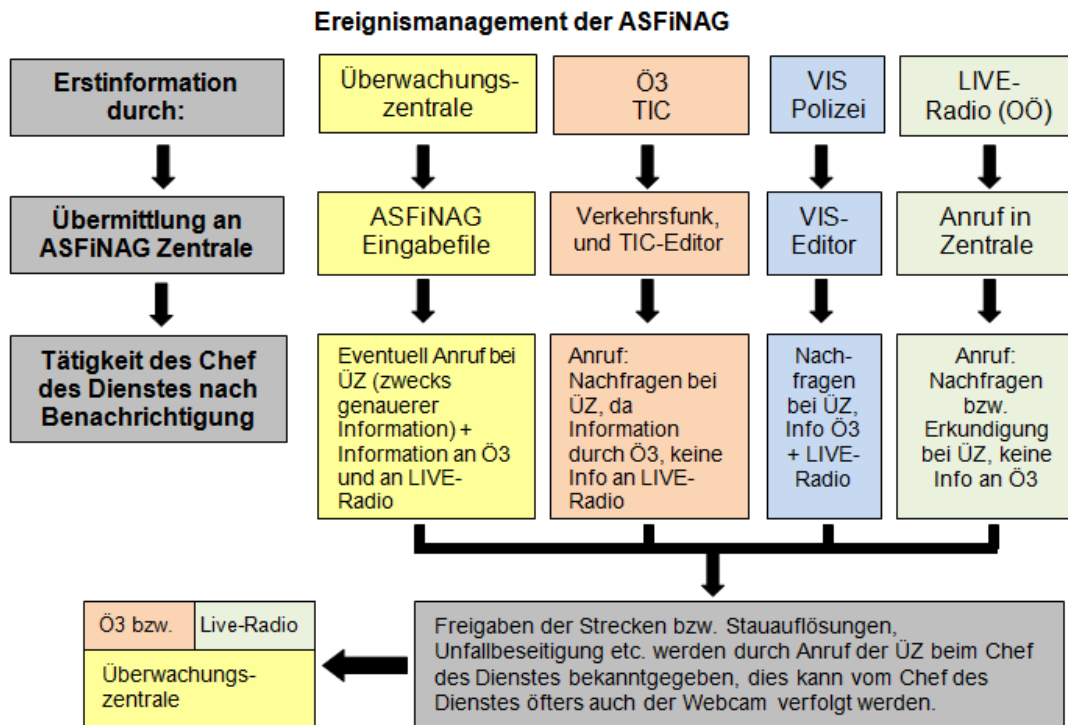 Ereignismanagement der ASFiNAG
Erstinformation
durch:
Überwachungs-
zentrale
Ö3
TIC
VIS
Polizei
LIVE-
Radio (OÖ)
Übermittlung an
ASFiNAG Zentrale
ASFiNAG
Eingabefile
Verkehrsfunk,
und TIC-Editor
VIS-
Editor
Anruf in
Zentrale
Tätigkeit des Chef
des Dienstes nach
Benachrichtigung
Eventuell Anruf bei
ÜZ (zwecks
genauerer
Information) +
Information an Ö3
und an LIVE-
Radio
Anruf:
Nachfragen bei
ÜZ, da
Information
durch Ö3, keine
Info an LIVE-
Radio
Nach-
fragen
bei ÜZ,
Info Ö3
+ LIVE-
Radio
Anruf:
Nachfragen
bzw.
Erkundigung
bei ÜZ, keine
Info an Ö3
Ö3 bzw.
Live-Radio
Überwachungs-
zentrale
Freigaben der Strecken bzw. Stauauflösungen,
Unfallbeseitigung etc. werden durch Anruf der ÜZ beim Chef
des Dienstes bekanntgegeben, dies kann vom Chef des
Dienstes öfters auch der Webcam verfolgt werden.